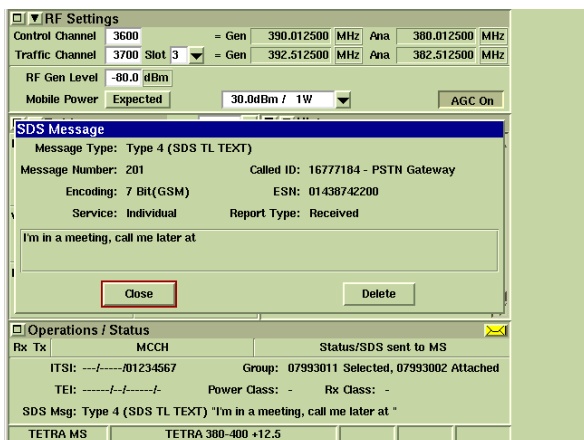 RF Settings
Control Channel 3600 = Gen 390.012500 MHz Ana 380.012500 MHz
Traffic Channel 3700 Slot 3 = Gen 392.512500 MHz Ana 382.512500 MHz
RF Gen Level -80.0 dBm
Mobile Power Expected 30.0dBm / 1W AGC On
SDS Message
Message Type: Type 4 (SDS TL TEXT)
Message Number: 201 Called ID: 16777184 - PSTN Gateway
Encoding: 7 Bit(GSM) ESN: 01438742200
Service: Individual Report Type: Received
I'm in a meeting, call me later at
Close Delete
Operations / Status
Rx Tx MCCH Status/SDS sent to MS
ITSI: ---/-----/01234567 Group: 07993011 Selected, 07993002 Attached
TEI: ------/--/------/- Power Class: - Rx Class: -
SDS Msg: Type 4 (SDS TL TEXT) "I'm in a meeting, call me later at "
TETRA MS TETRA 380-400 +12.5